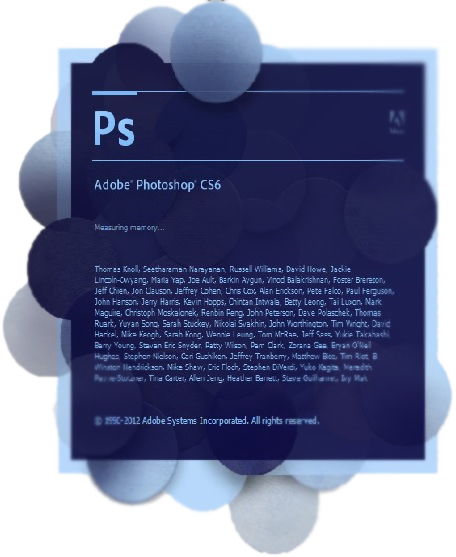 Ps
Adobe® Photoshop® CS6
Measuring memory...
Thomas Knoll, Seetharaman Narayanan, Russell Williams, David Howe, Jackie
Lincoln-Owyang, Maria Yap, Joe Ault, Barkin Aygun, Vinod Balakrishnan, Foster Brereton,
Jeff Chien, Jon Clauson, Jeffrey Cohen, Chris Cox, Alan Erickson, Pete Falco, Paul Ferguson,
John Hanson, Jerry Harris, Kevin Hopps, Chintan Intwala, Betty Leong, Tai Luxon, Mark
Maguire, Christoph Moskalonek, Renbin Peng, John Peterson, Dave Polaschek, Thomas
Ruark, Yuyan Song, Sarah Stuckey, Nikolai Svakhin, John Worthington, Tim Wright, David
Hackel, Mike Keogh, Sarah Kong, Wennie Leung, Tom McRae, Jeff Sass, Yukie Takahashi,
Barry Young, Steven Eric Snyder, Patty Wilson, Pam Clark, Zorana Gee, Bryan O'Neil
Hughes, Stephen Nielson, Cari Gushiken, Jeffrey Tranberry, Matthew Bice, Tim Riot, B
Winston Hendrickson, Mike Shaw, Eric Floch, Stephen DiVerdi, Yuko Kagita, Meredith
Payne-Stotzner, Tina Carter, Allen Jeng, Heather Barrett, Steve Guilhamet,
© 1990-2012 Adobe Systems Incorporated. All rights reserved.